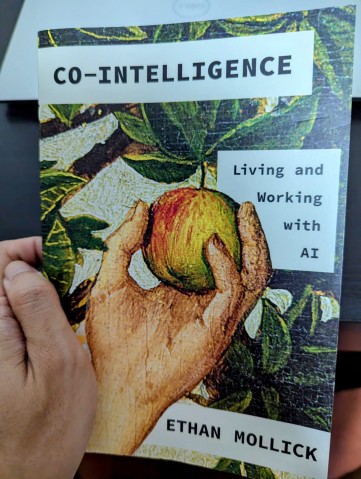 CO-INTELLIGENCE
Living and
Working
with
AI
ETHAN MOLLICK